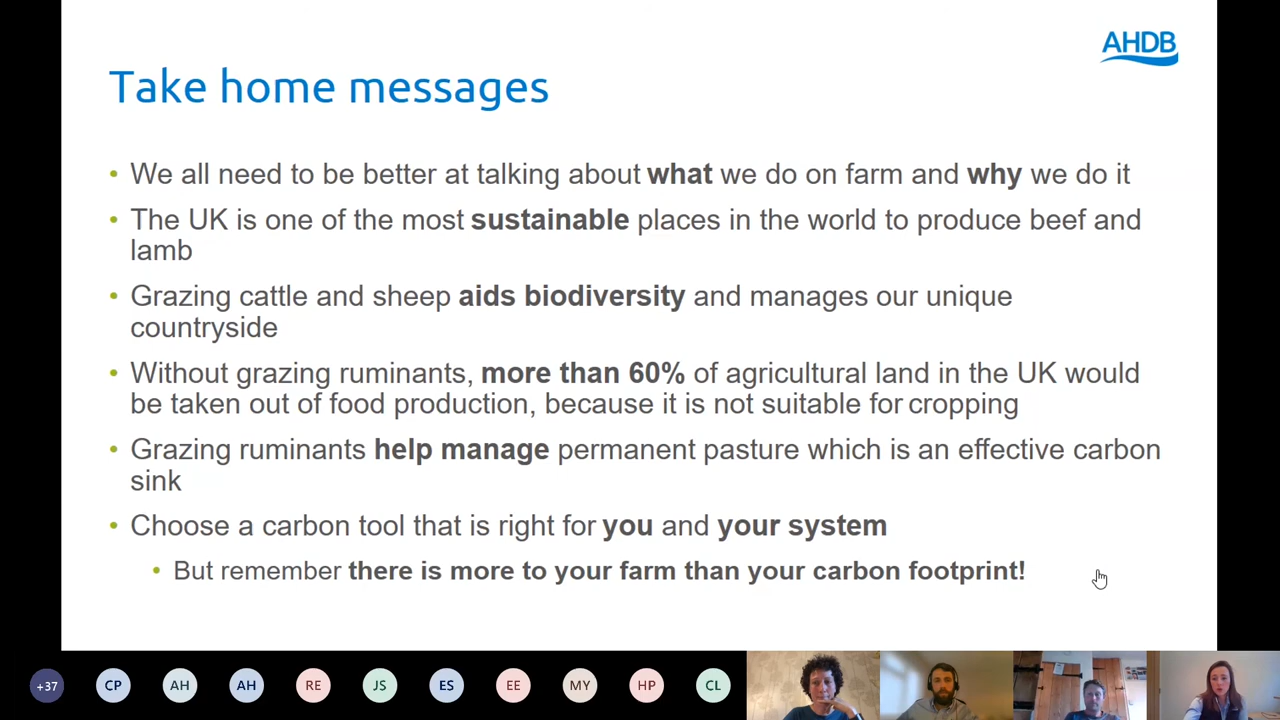 AHDB
Take home messages
• We all need to be better at talking about what we do on farm and why we do it
• The UK is one of the most sustainable places in the world to produce beef and
lamb
• Grazing cattle and sheep aids biodiversity and manages our unique
countryside
• Without grazing ruminants, more than 60% of agricultural land in the UK would
be taken out of food production, because it is not suitable for cropping
• Grazing ruminants help manage permanent pasture which is an effective carbon
sink
• Choose a carbon tool that is right for you and your system
• But remember there is more to your farm than your carbon footprint!
+37 CP AH AH RE JS ES EE MY HP CL